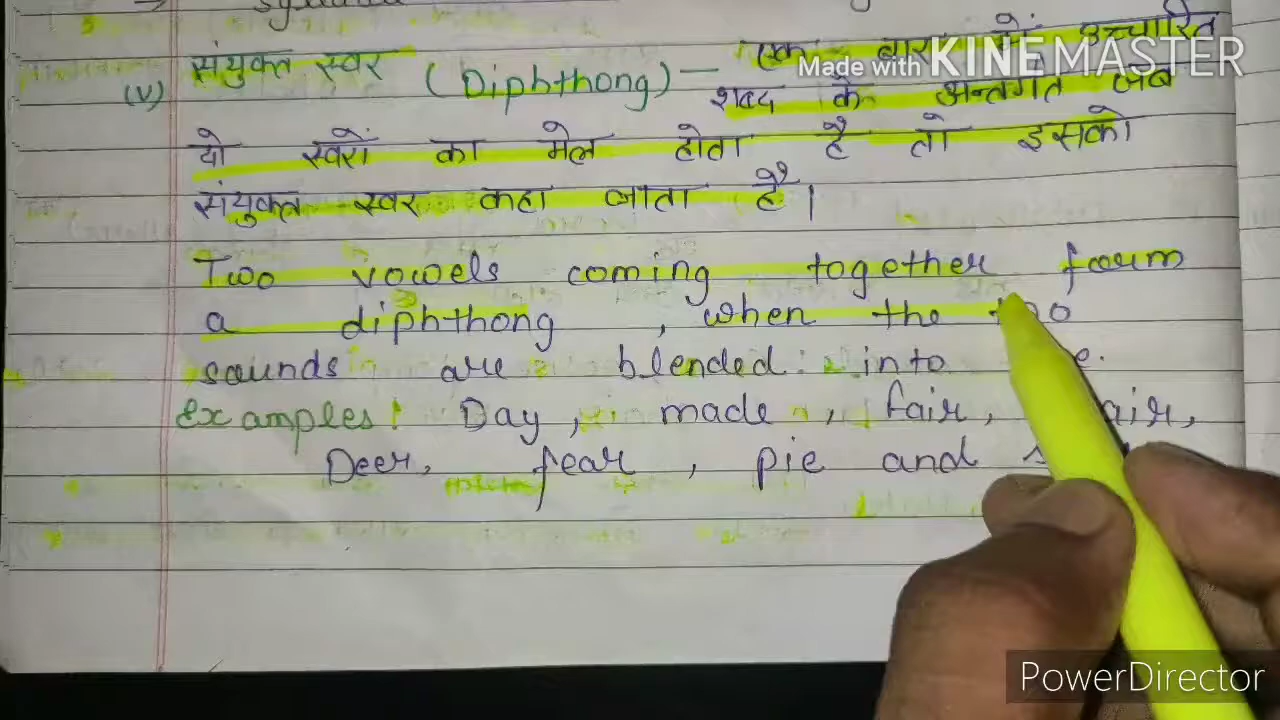 (V) संयुक्त स्वर (Diphthong) — एक बार में उच्चारित
शब्द के अन्तर्गत जब
दो स्वरों का मेल होता है तो इसको
संयुक्त स्वर कहा जाता है।
Two vowels coming together form
a diphthong, when the
sounds are blended into
Examples: Day, made, fair,
Deer, fear, pie and
Made with KINEMASTER
PowerDirector